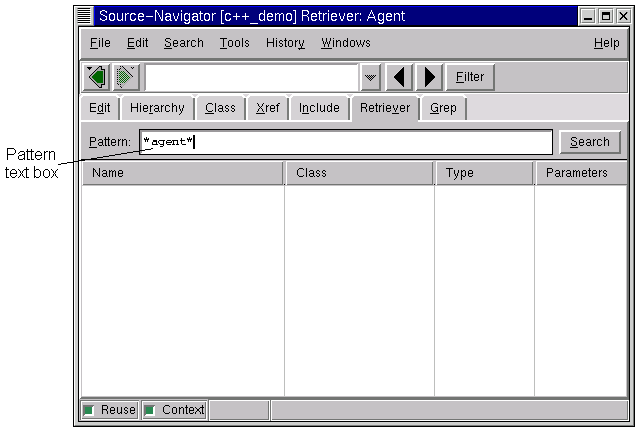 Source-Navigator [c++_demo] Retriever: Agent
File Edit Search Tools History Windows Help
Filter
Edit Hierarchy Class Xref Include Retriever Grep
Pattern: *agent* Search
Pattern
text box
Name Class Type Parameters
Reuse Context